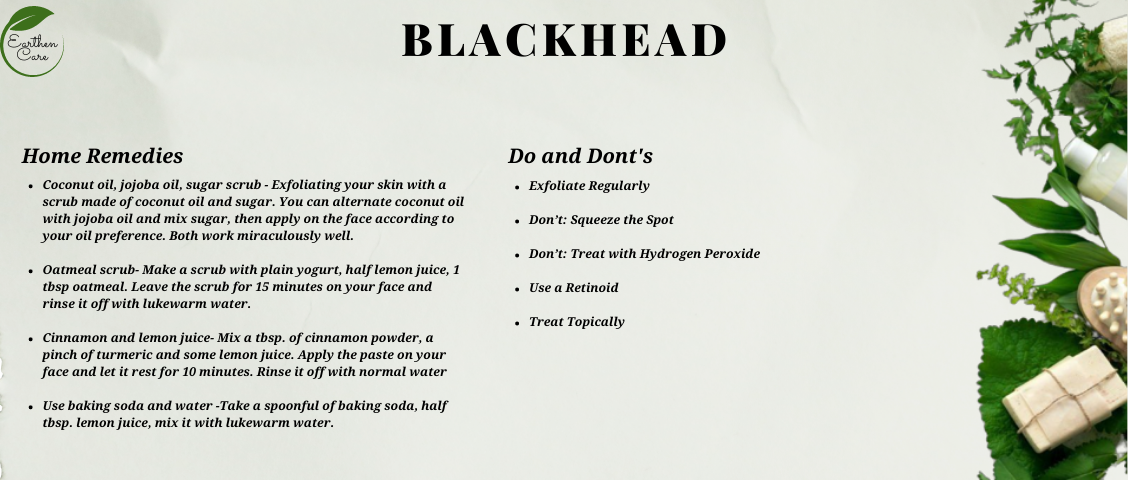 Earthen
Care
BLACKHEAD
Home Remedies
Coconut oil, jojoba oil, sugar scrub - Exfoliating your skin with a
scrub made of coconut oil and sugar. You can alternate coconut oil
with jojoba oil and mix sugar, then apply on the face according to
your oil preference. Both work miraculously well.
Oatmeal scrub- Make a scrub with plain yogurt, half lemon juice, 1
tbsp oatmeal. Leave the scrub for 15 minutes on your face and
rinse it off with lukewarm water.
Cinnamon and lemon juice- Mix a tbsp. of cinnamon powder, a
pinch of turmeric and some lemon juice. Apply the paste on your
face and let it rest for 10 minutes. Rinse it off with normal water
Use baking soda and water -Take a spoonful of baking soda, half
tbsp. lemon juice, mix it with lukewarm water.
Do and Dont's
Exfoliate Regularly
Don’t: Squeeze the Spot
Don’t: Treat with Hydrogen Peroxide
Use a Retinoid
Treat Topically